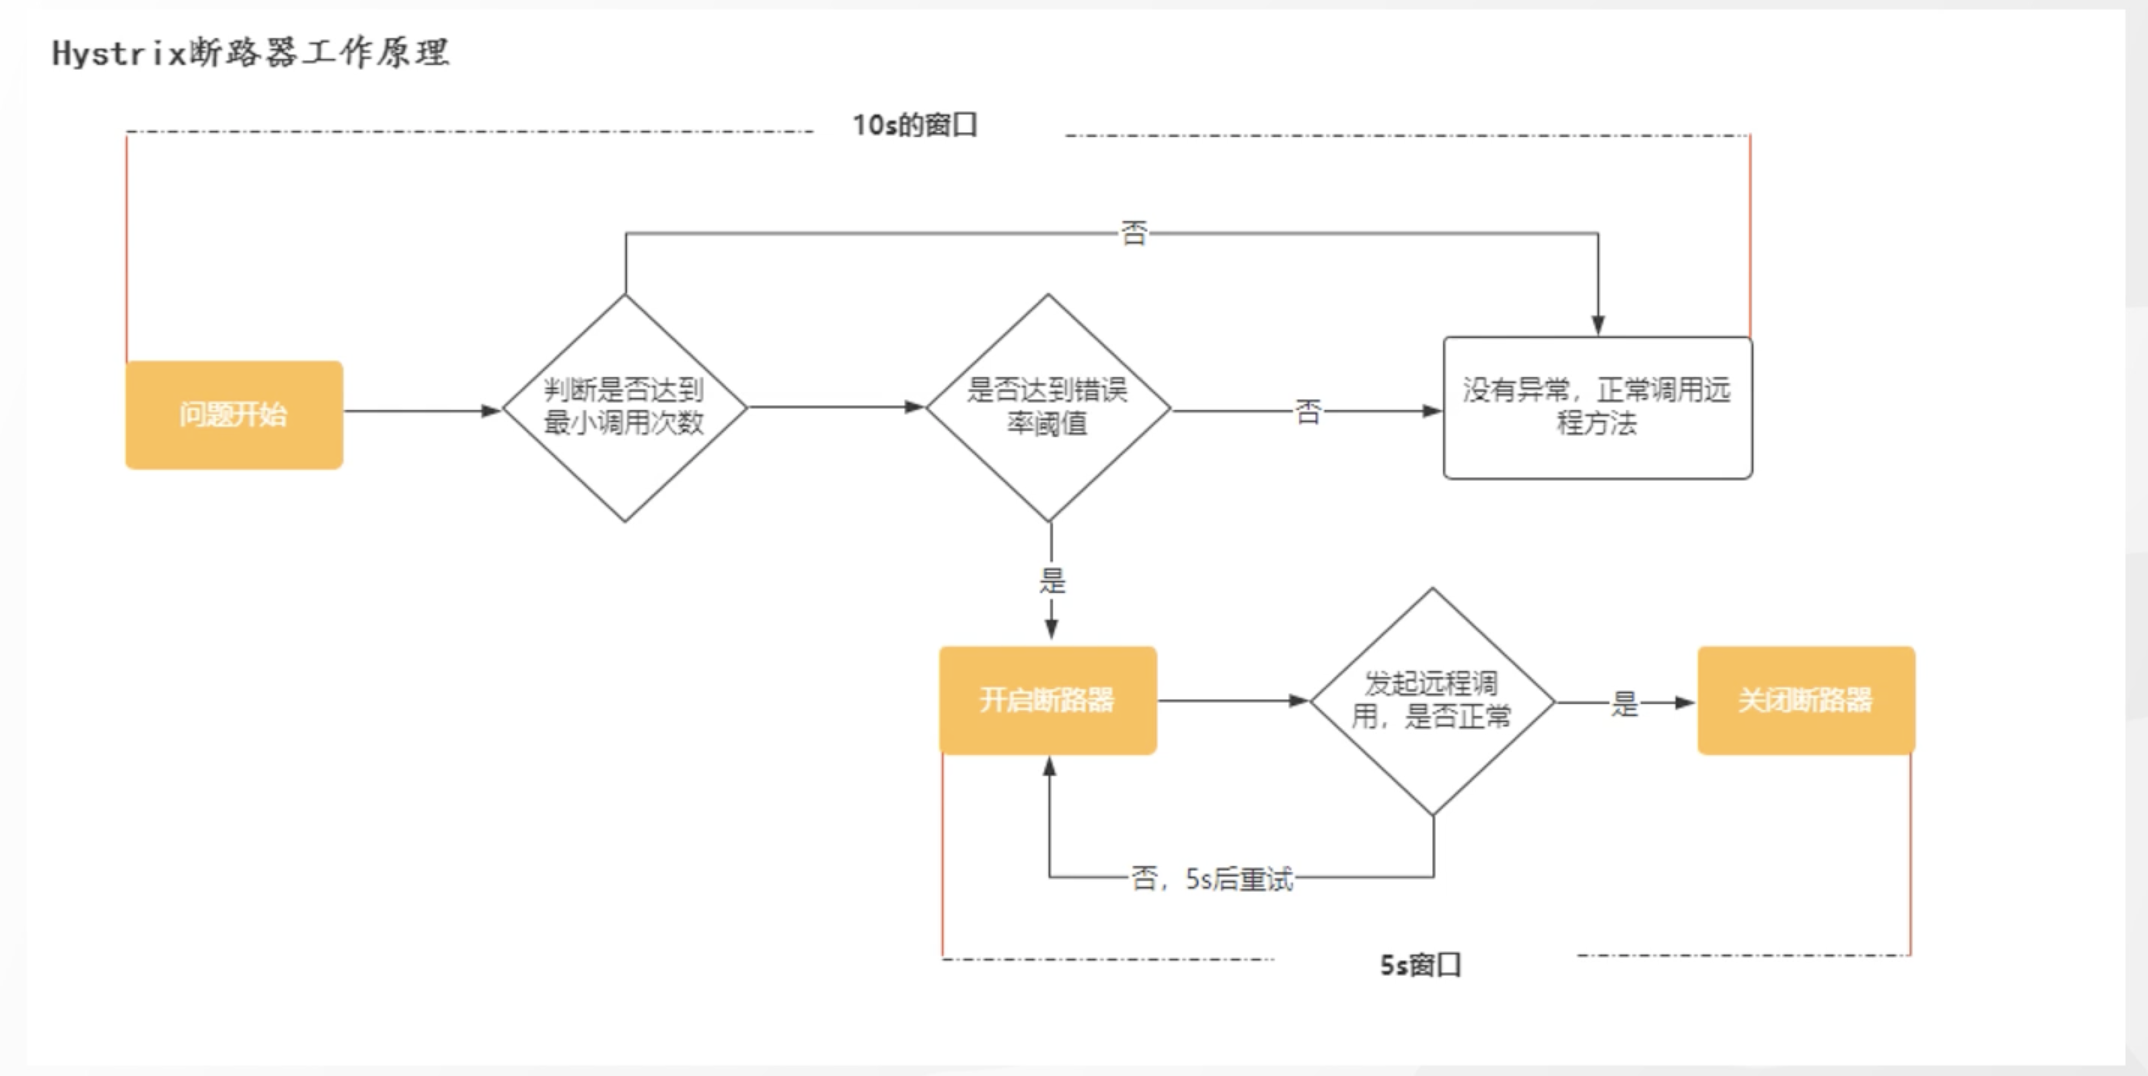 Hystrix断路器工作原理
10s的窗口
否
问题开始
判断是否达到
最小调用次数
是否达到错误
率阈值
否
没有异常，正常调用远
程方法
是
开启断路器
发起远程调
用，是否正常
是
关闭断路器
否，5s后重试
5s窗口